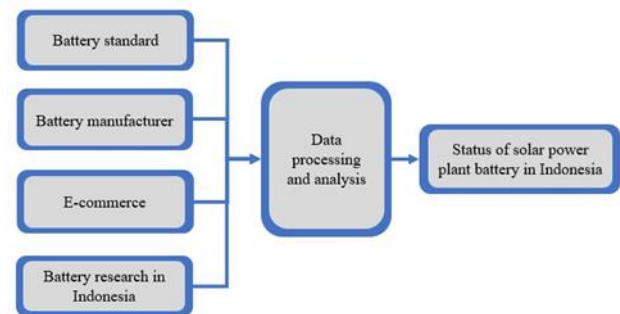 Battery standard
Battery manufacturer
E-commerce
Battery research in
Indonesia
Data
processing
and analysis
Status of solar power
plant battery in Indonesia